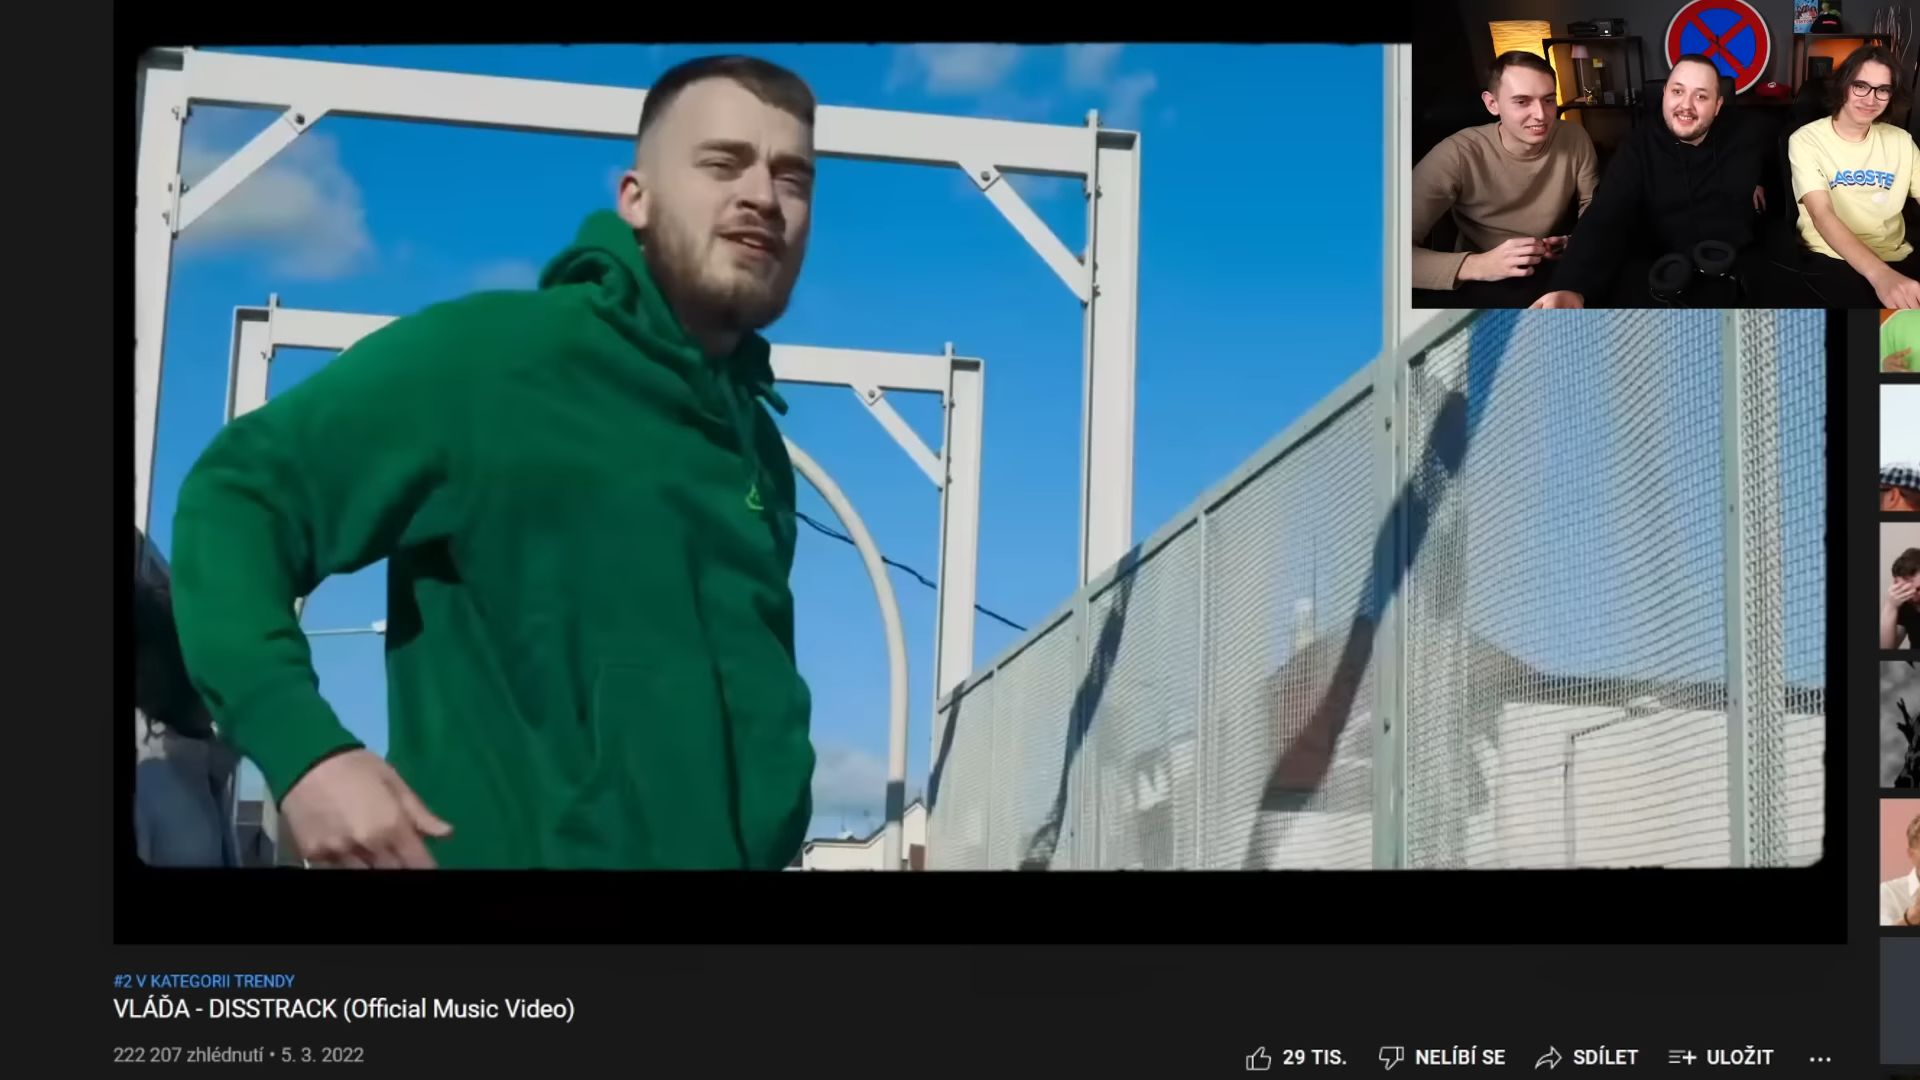 LACOSTE
#2 V KATEGORII TRENDY
VLÁĎA - DISSTRACK (Official Music Video)
222 207 zhlédnutí • 5. 3. 2022
29 TIS.
NELÍBÍ SE
SDÍLET
ULOŽIT